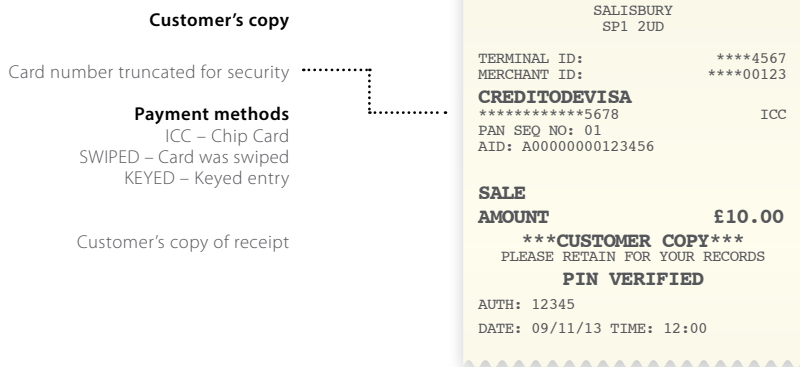 Customer’s copy
Card number truncated for security
Payment methods
ICC – Chip Card
SWIPED – Card was swiped
KEYED – Keyed entry
Customer’s copy of receipt
SALISBURY
SP1 2UD
TERMINAL ID: ****4567
MERCHANT ID: ****00123
CREDITODEVISA
************5678 ICC
PAN SEQ NO: 01
AID: A00000000123456
SALE
AMOUNT £10.00
***CUSTOMER COPY***
PLEASE RETAIN FOR YOUR RECORDS
PIN VERIFIED
AUTH: 12345
DATE: 09/11/13 TIME: 12:00